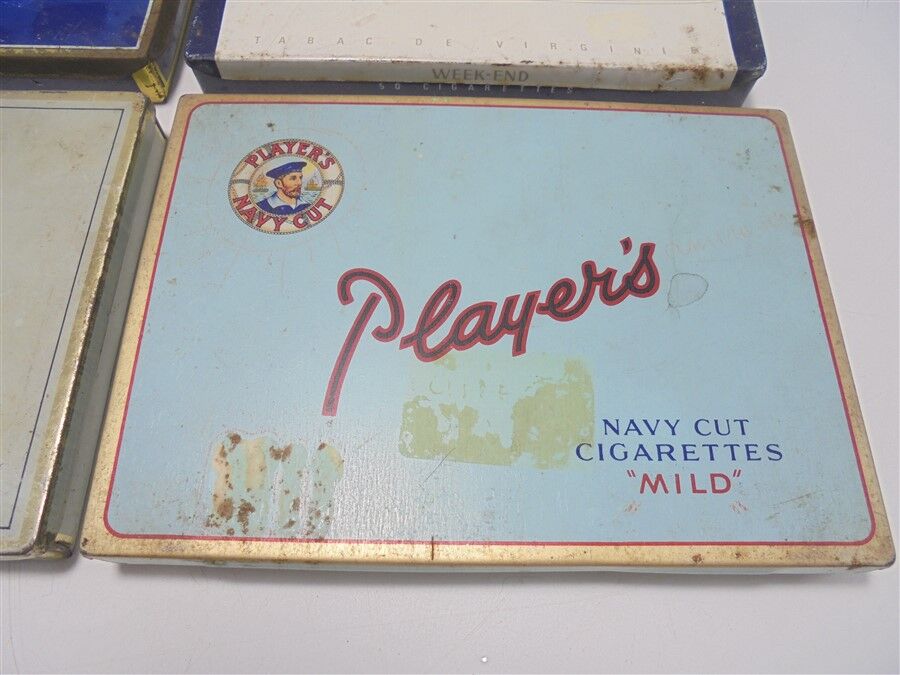 TABAC DE VIRGINIE
WEEK-END
50 CIGARETTES
PLAYER'S
NAVY CUT
Player's
NAVY CUT
CIGARETTES
"MILD"